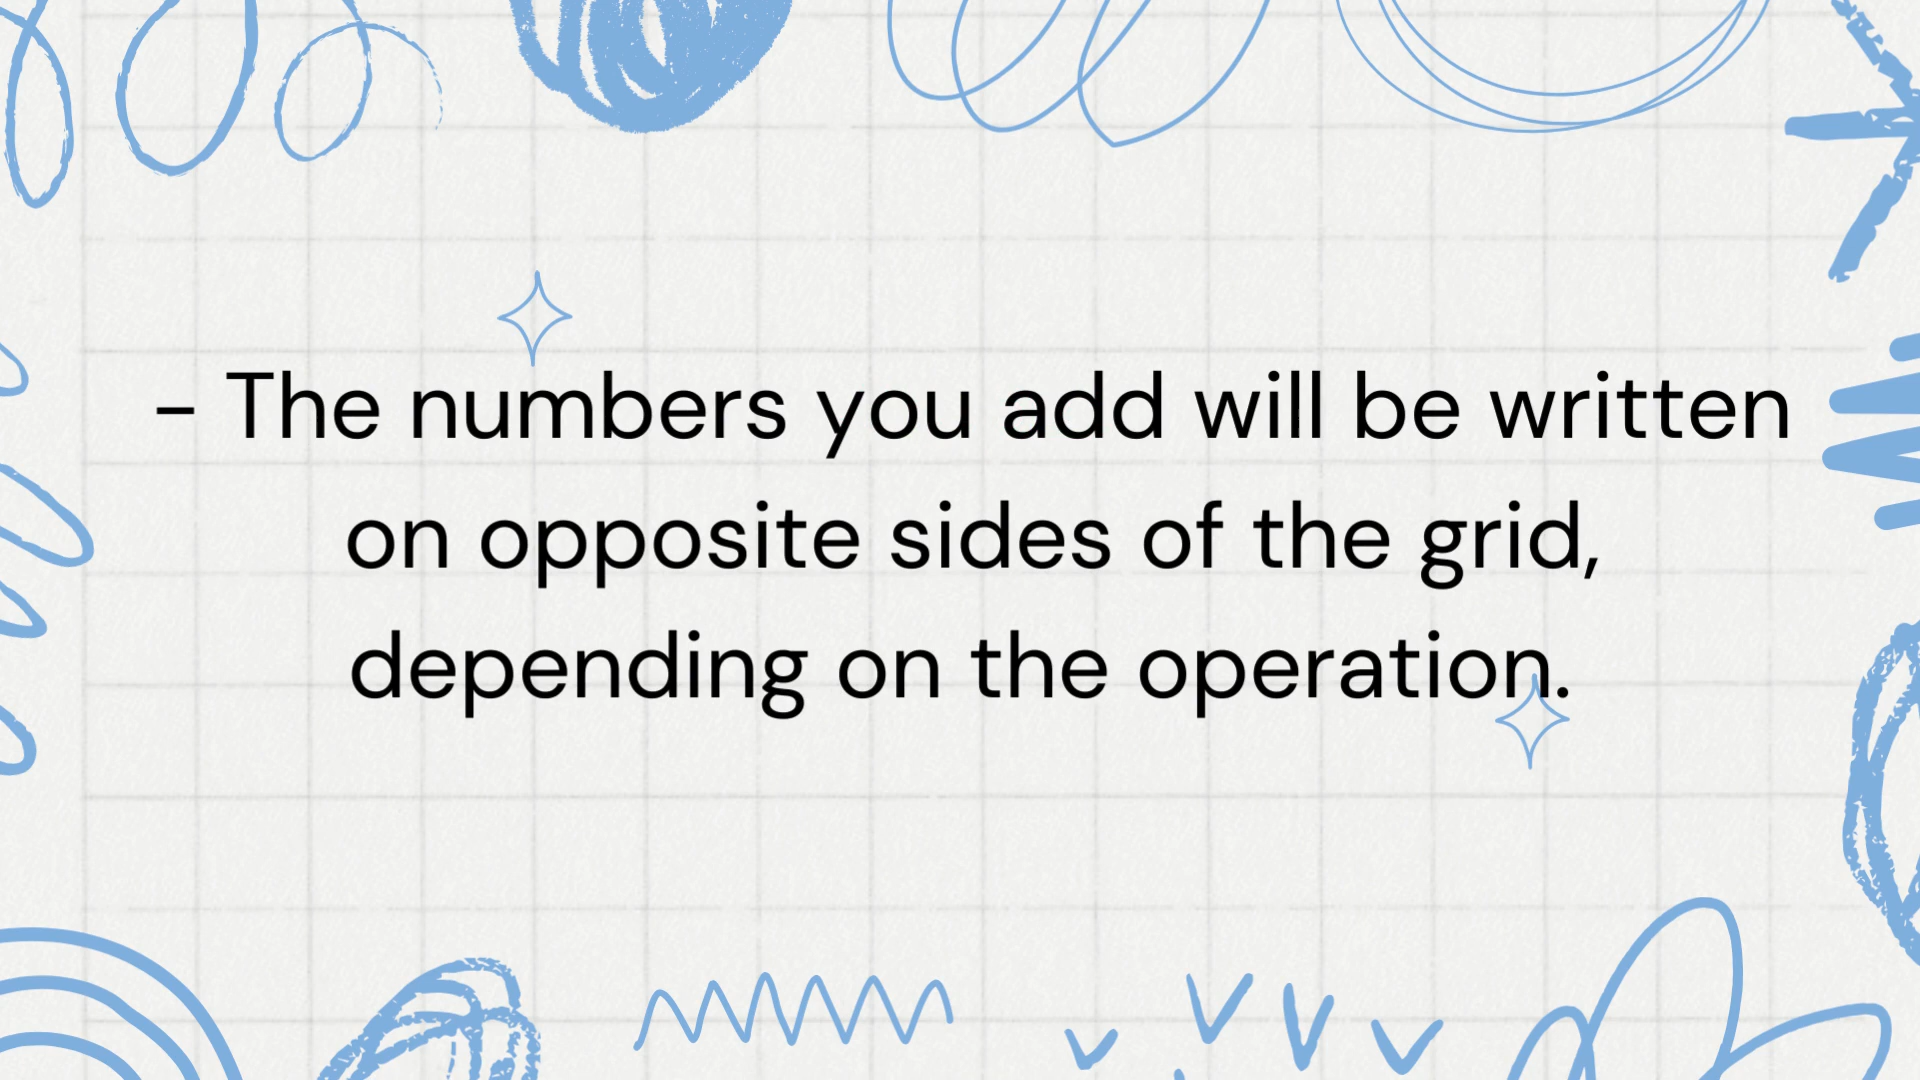 - The numbers you add will be written
on opposite sides of the grid,
depending on the operation.